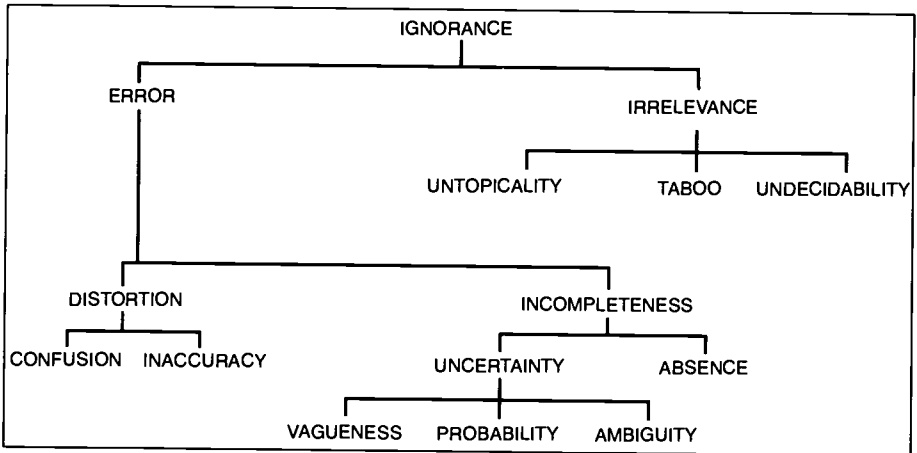 IGNORANCE
ERROR
IRRELEVANCE
UNTOPICALITY TABOO UNDECIDABILITY
DISTORTION
INCOMPLETENESS
CONFUSION INACCURACY
UNCERTAINTY ABSENCE
VAGUENESS PROBABILITY AMBIGUITY